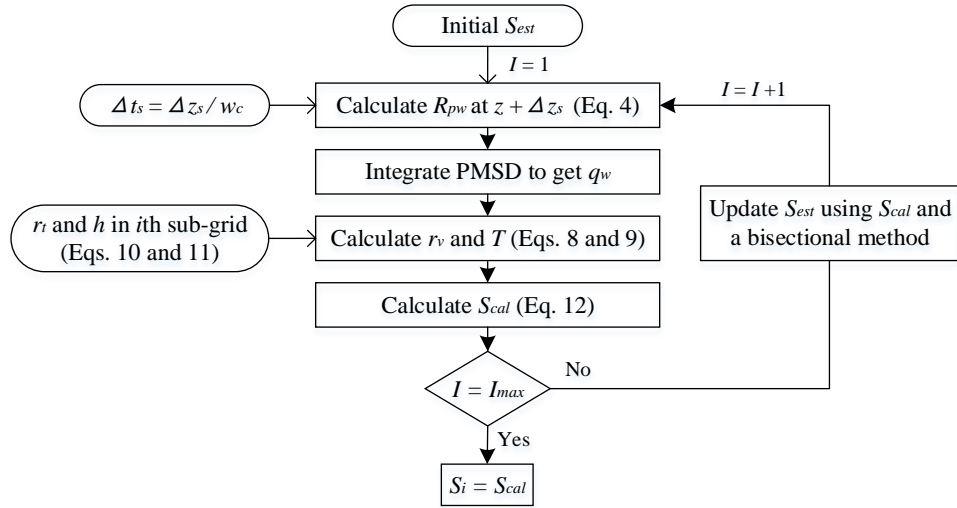 Initial Sest
I = 1
Δts = Δzs / wc
Calculate Rpw at z + Δzs (Eq. 4)
I = I +1
Integrate PMSD to get qw
rt and h in ith sub-grid
(Eqs. 10 and 11)
Calculate rv and T (Eqs. 8 and 9)
Update Sest using Scal and
a bisectional method
Calculate Scal (Eq. 12)
I = Imax
No
Yes
Si = Scal